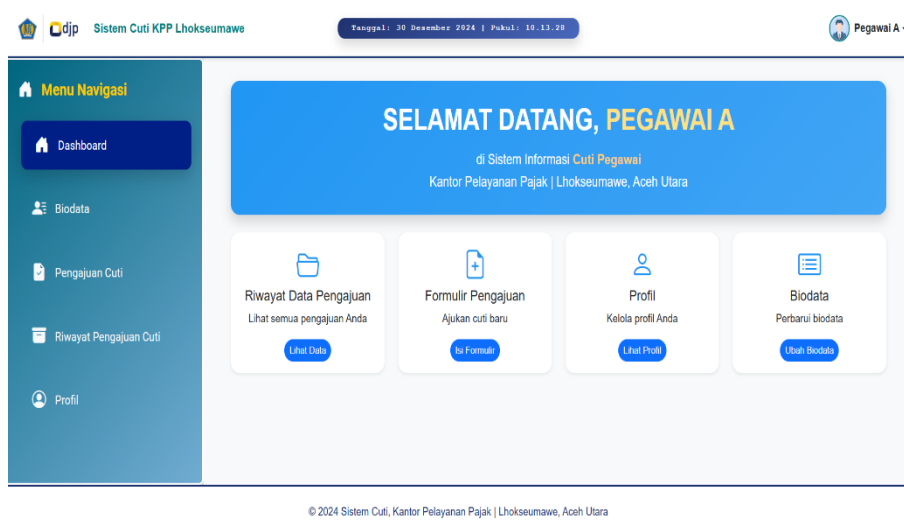 djp Sistem Cuti KPP Lhokseumawe
Tanggal: 30 Desember 2024 | Pukul: 10.13.28
Pegawai A
Menu Navigasi
Dashboard
Biodata
Pengajuan Cuti
Riwayat Pengajuan Cuti
Profil
SELAMAT DATANG, PEGAWAI A
di Sistem Informasi Cuti Pegawai
Kantor Pelayanan Pajak | Lhokseumawe, Aceh Utara
Riwayat Data Pengajuan
Lihat semua pengajuan Anda
Lihat Data
Formulir Pengajuan
Ajukan cuti baru
Isi Formulir
Profil
Kelola profil Anda
Lihat Profil
Biodata
Perbarui biodata
Ubah Biodata
© 2024 Sistem Cuti, Kantor Pelayanan Pajak | Lhokseumawe, Aceh Utara